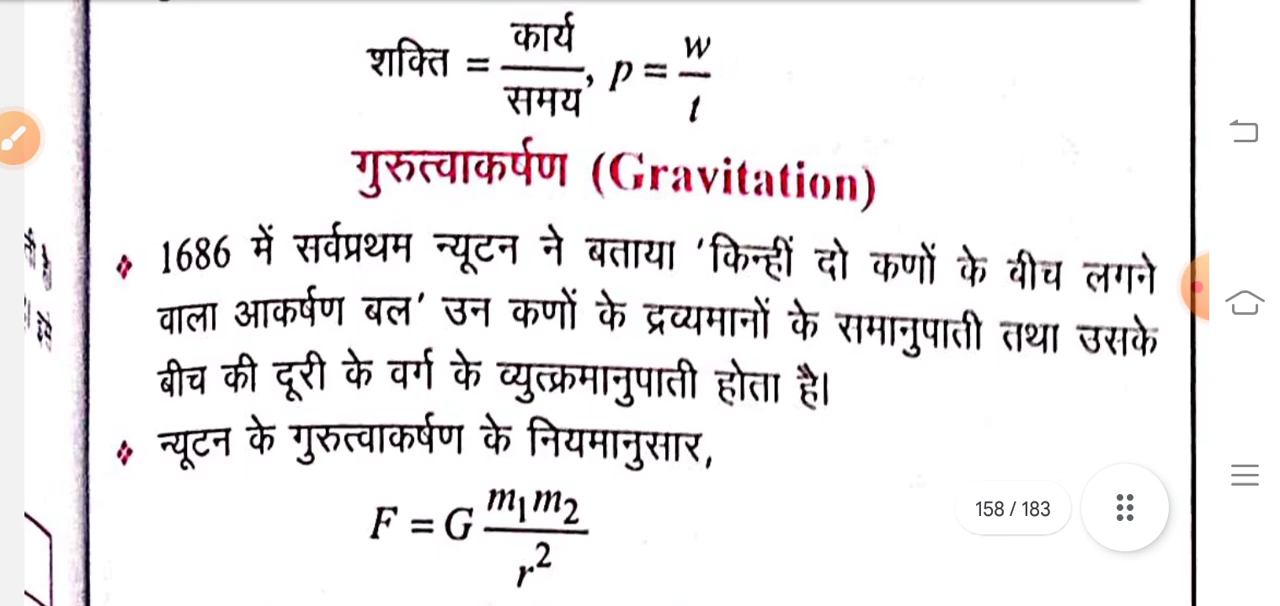 शक्ति = कार्य/समय, p = w/t
गुरुत्वाकर्षण (Gravitation)
❖ 1686 में सर्वप्रथम न्यूटन ने बताया 'किन्हीं दो कणों के बीच लगने
वाला आकर्षण बल' उन कणों के द्रव्यमानों के समानुपाती तथा उसके
बीच की दूरी के वर्ग के व्युत्क्रमानुपाती होता है।
❖ न्यूटन के गुरुत्वाकर्षण के नियमानुसार,
F = G m₁m₂/r²
158 / 183